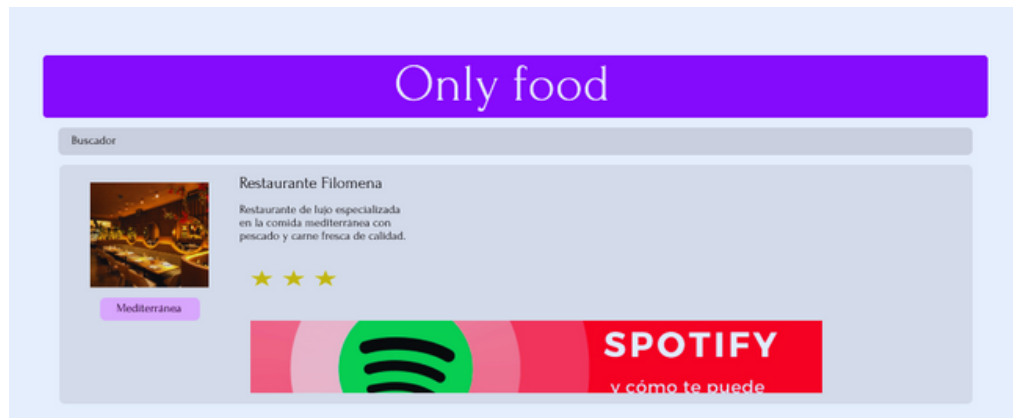 Only food
Buscador
Restaurante Filomena
Restaurante de lujo especializada
en la comida mediterránea con
pescado y carne fresca de calidad.
Mediterránea
SPOTIFY
y cómo te puede